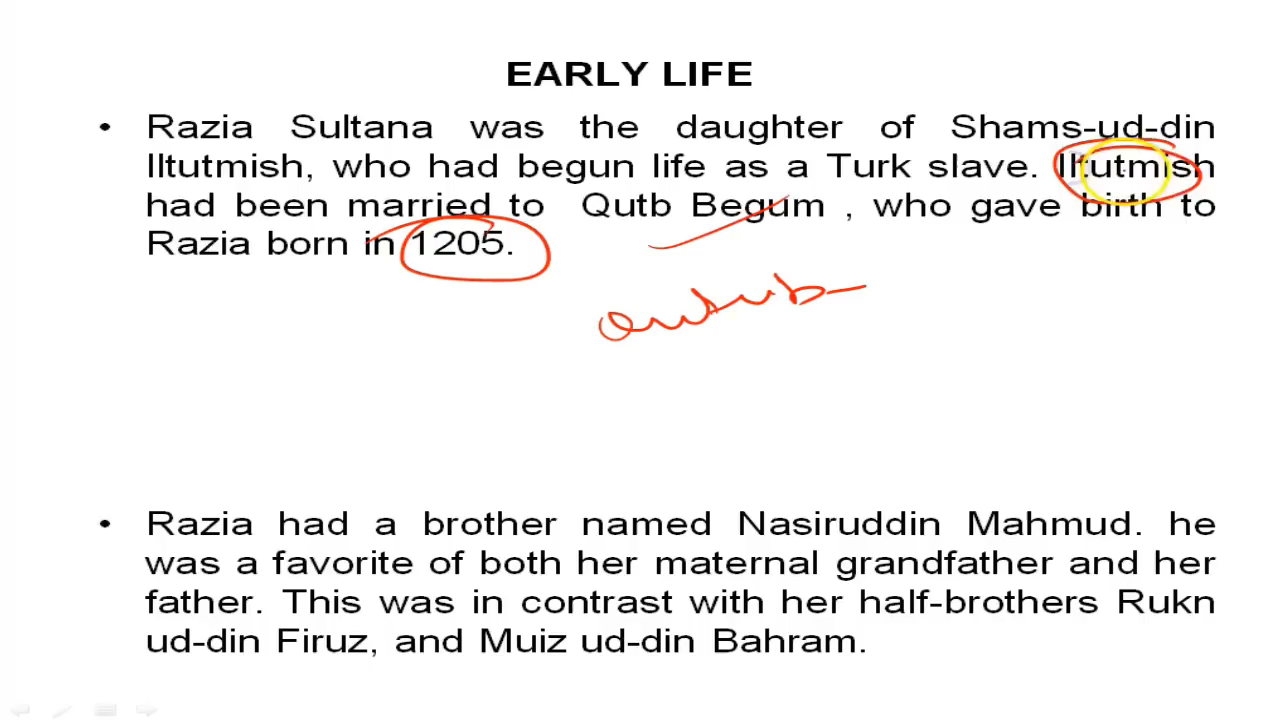 EARLY LIFE
• Razia Sultana was the daughter of Shams-ud-din
Iltutmish, who had begun life as a Turk slave. Iltutmish
had been married to Qutb Begum , who gave birth to
Razia born in 1205.
Qutub
• Razia had a brother named Nasiruddin Mahmud. he
was a favorite of both her maternal grandfather and her
father. This was in contrast with her half-brothers Rukn
ud-din Firuz, and Muiz ud-din Bahram.